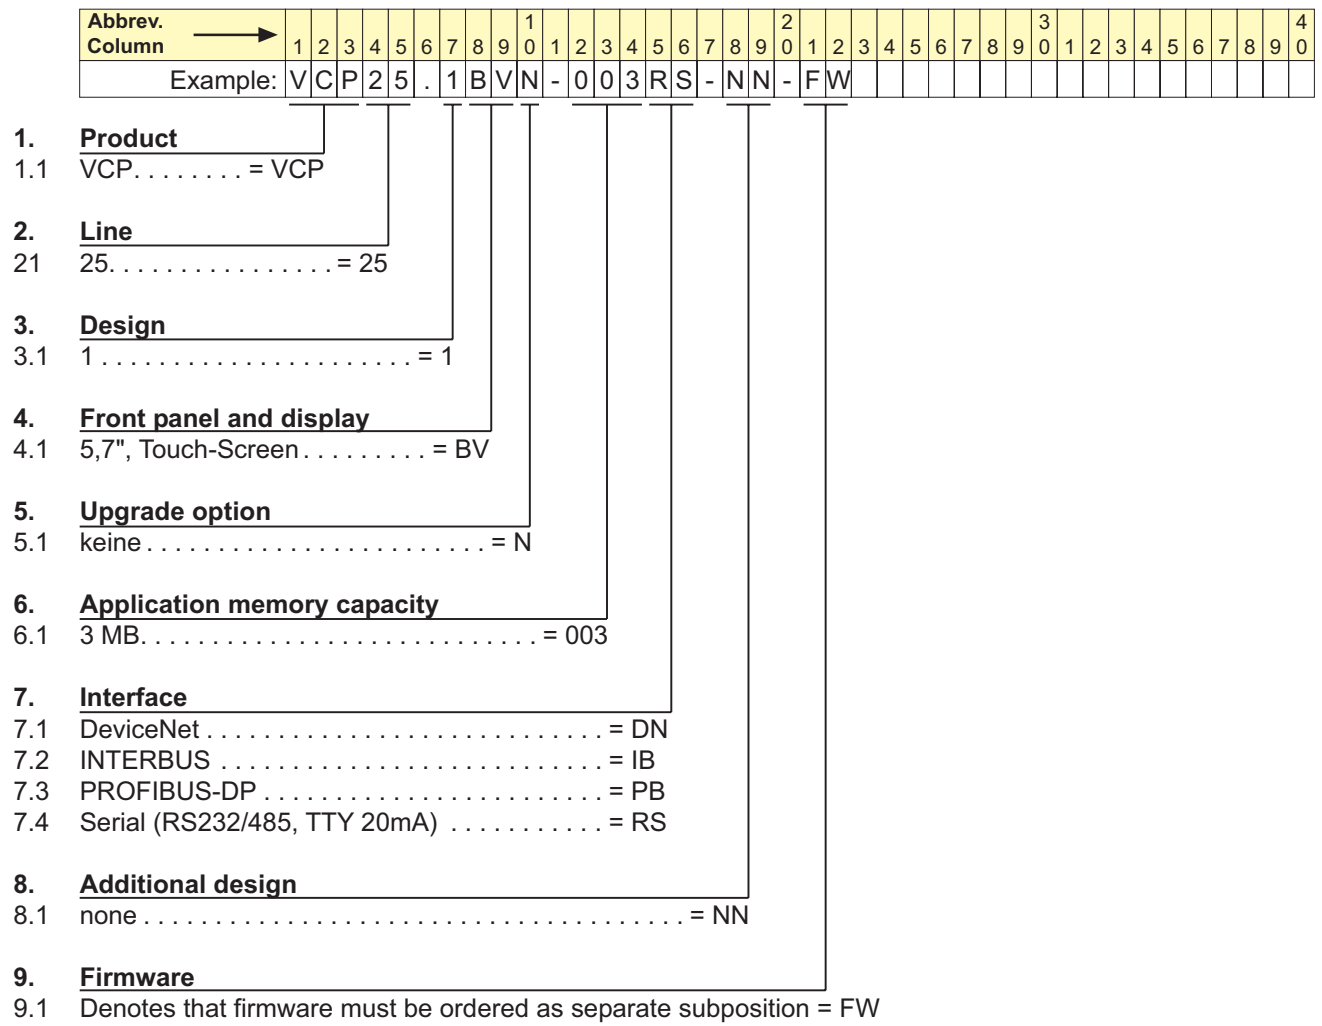 Abbrev. 1 2 3 4
Column 1 2 3 4 5 6 7 8 9 0 1 2 3 4 5 6 7 8 9 0 1 2 3 4 5 6 7 8 9 0 1 2 3 4 5 6 7 8 9 0
Example: V C P 2 5 . 1 B V N - 0 0 3 R S - N N - F W
1. Product
1.1 VCP. . . . . . . . = VCP
2. Line
21 25. . . . . . . . . . . . . . . . = 25
3. Design
3.1 1 . . . . . . . . . . . . . . . . . . . . . . = 1
4. Front panel and display
4.1 5,7", Touch-Screen . . . . . . . . . = BV
5. Upgrade option
5.1 keine . . . . . . . . . . . . . . . . . . . . . . . . = N
6. Application memory capacity
6.1 3 MB. . . . . . . . . . . . . . . . . . . . . . . . . . . . = 003
7. Interface
7.1 DeviceNet . . . . . . . . . . . . . . . . . . . . . . . . . . . . = DN
7.2 INTERBUS . . . . . . . . . . . . . . . . . . . . . . . . . . . = IB
7.3 PROFIBUS-DP . . . . . . . . . . . . . . . . . . . . . . . . = PB
7.4 Serial (RS232/485, TTY 20mA) . . . . . . . . . . . = RS
8. Additional design
8.1 none . . . . . . . . . . . . . . . . . . . . . . . . . . . . . . . . . . . . . . = NN
9. Firmware
9.1 Denotes that firmware must be ordered as separate subposition = FW